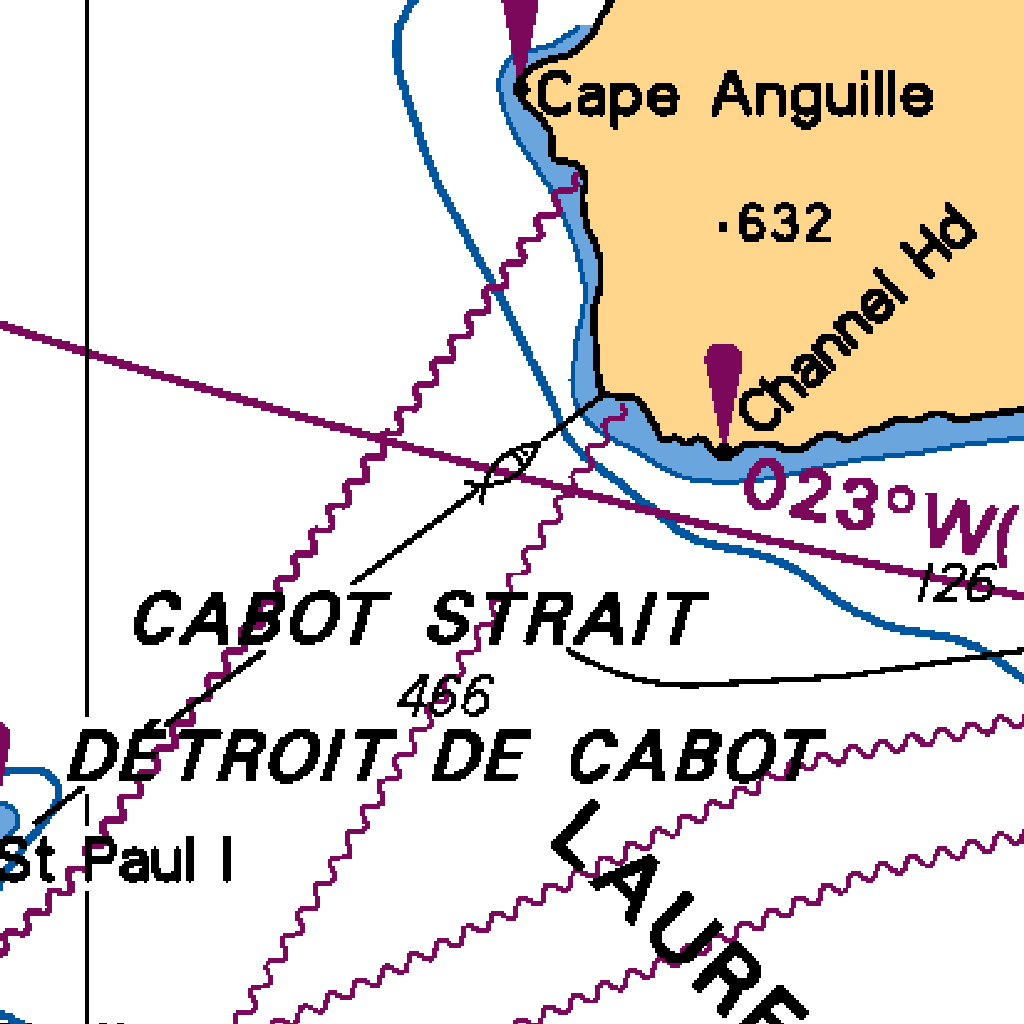 Cape Anguille
632
Channel Hd
023°W(
126
CABOT STRAIT
466
DÉTROIT DE CABOT
St Paul I
LAURE